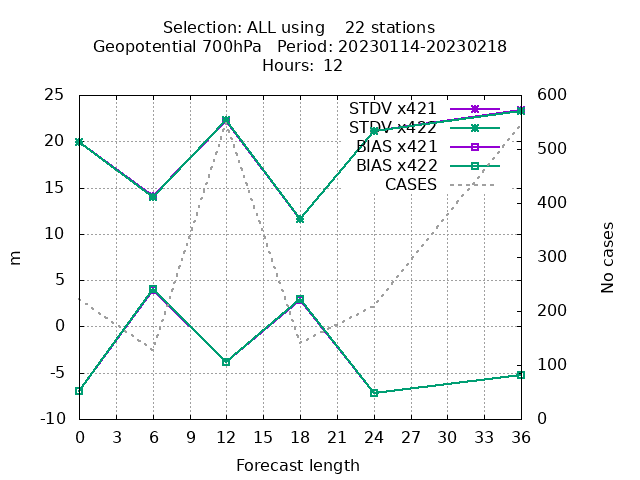 Selection: ALL using    22 stations
Geopotential 700hPa   Period: 20230114-20230218
Hours: 12
25
20
15
10
5
0
-5
-10
m
STDV x421
STDV x422
BIAS x421
BIAS x422
CASES
600
500
400
300
200
100
0
No cases
0 3 6 9 12 15 18 21 24 27 30 33 36
Forecast length